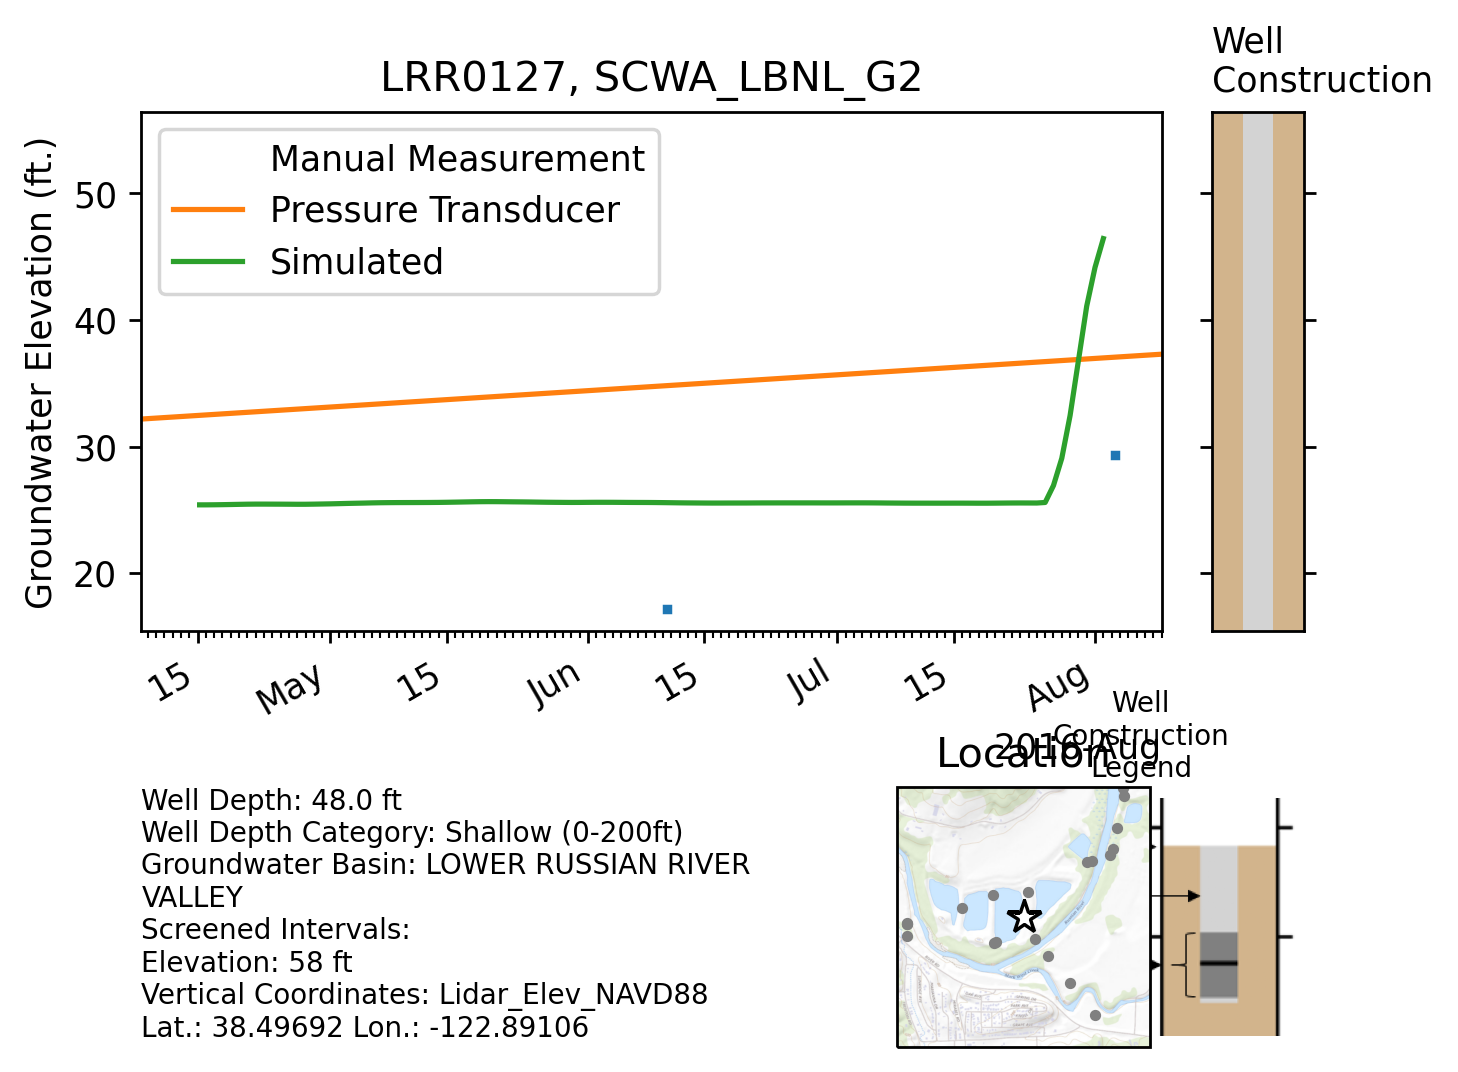 Well
Construction
LRR0127, SCWA_LBNL_G2
Manual Measurement
Pressure Transducer
Simulated
Groundwater Elevation (ft.)
50
40
30
20
15
May
15
Jun
15
Jul
15
Aug
2016-Aug
Well
Construction
Legend
Location
Well Depth: 48.0 ft
Well Depth Category: Shallow (0-200ft)
Groundwater Basin: LOWER RUSSIAN RIVER
VALLEY
Screened Intervals:
Elevation: 58 ft
Vertical Coordinates: Lidar_Elev_NAVD88
Lat.: 38.49692 Lon.: -122.89106